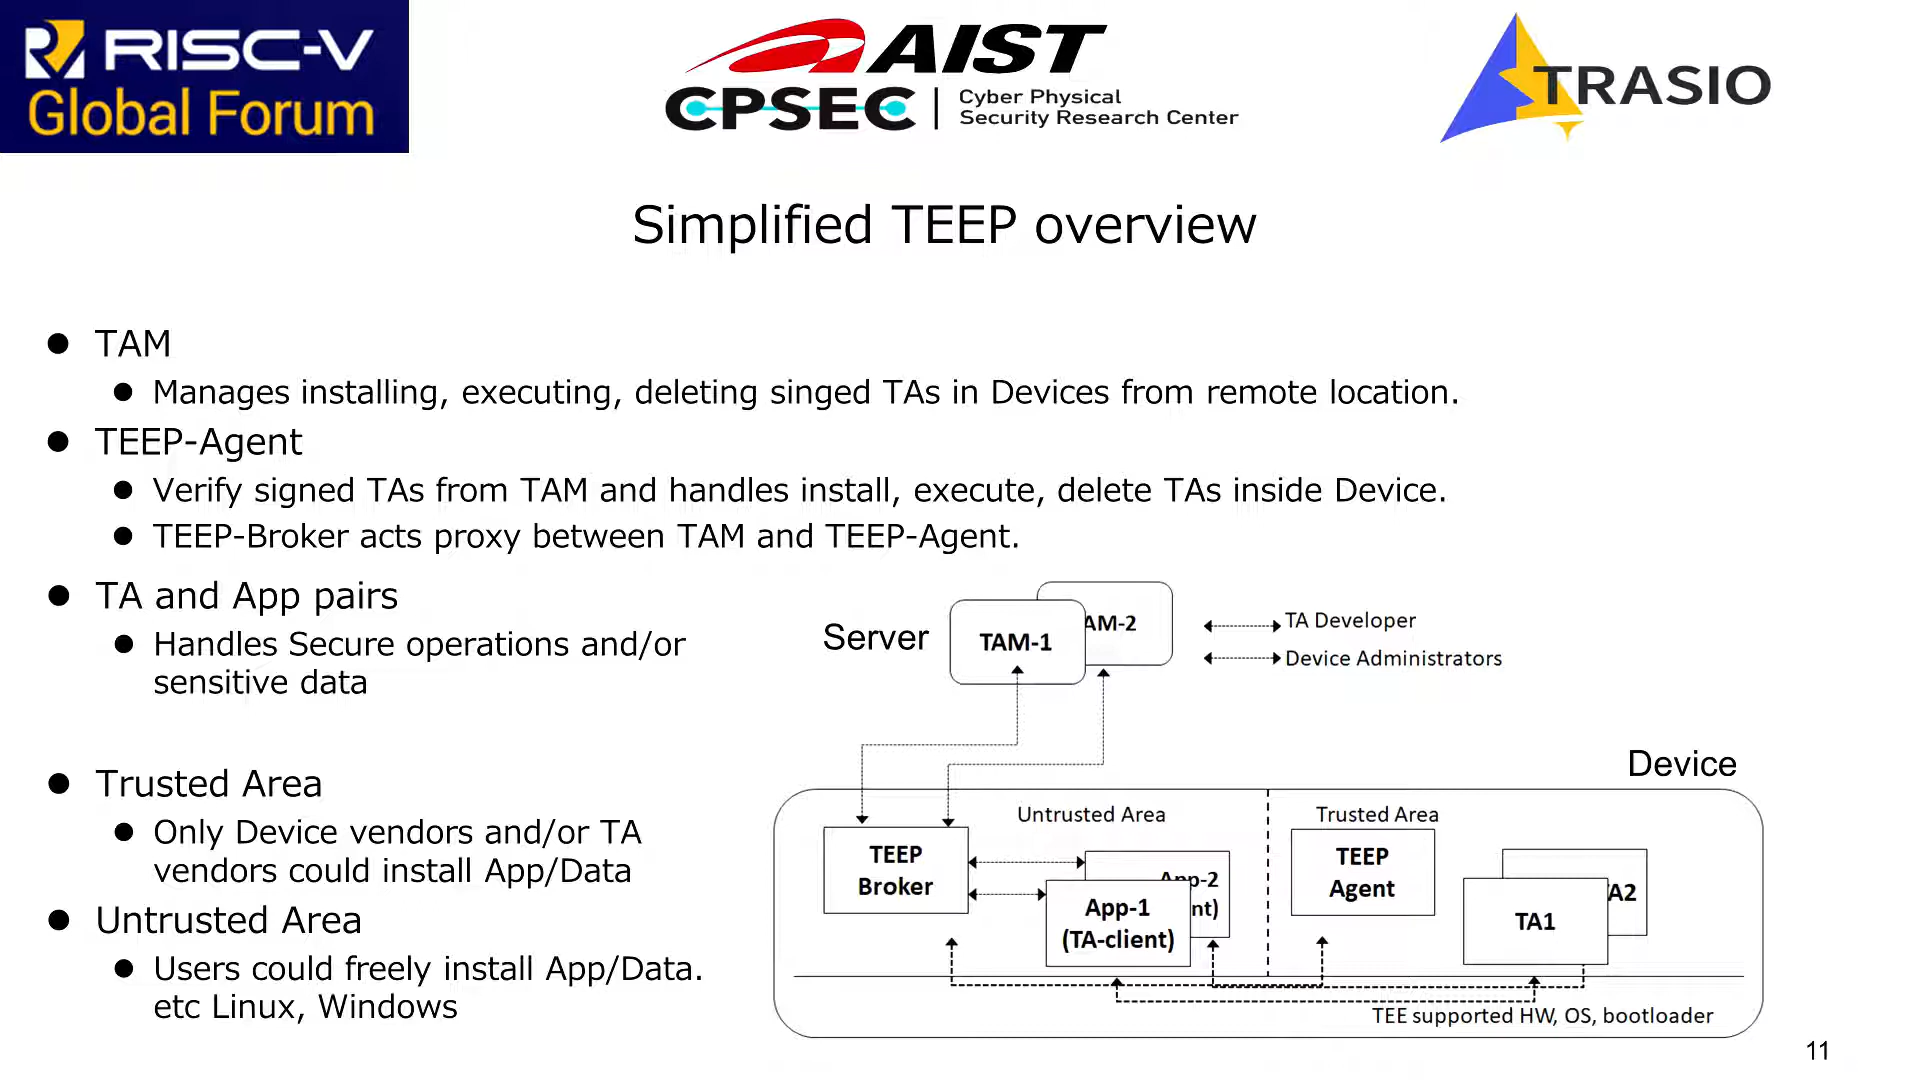 RISC-V
Global Forum
AIST
CPSEC
Cyber Physical
Security Research Center
TRASIO
Simplified TEEP overview
● TAM
● Manages installing, executing, deleting singed TAs in Devices from remote location.
● TEEP-Agent
● Verify signed TAs from TAM and handles install, execute, delete TAs inside Device.
● TEEP-Broker acts proxy between TAM and TEEP-Agent.
● TA and App pairs
● Handles Secure operations and/or
sensitive data
● Trusted Area
● Only Device vendors and/or TA
vendors could install App/Data
● Untrusted Area
● Users could freely install App/Data.
etc Linux, Windows
Server
TAM-1
AM-2
TA Developer
Device Administrators
Device
Untrusted Area
Trusted Area
TEEP
Broker
App-2
nt)
App-1
(TA-client)
TEEP
Agent
A2
TA1
TEE supported HW, OS, bootloader
11